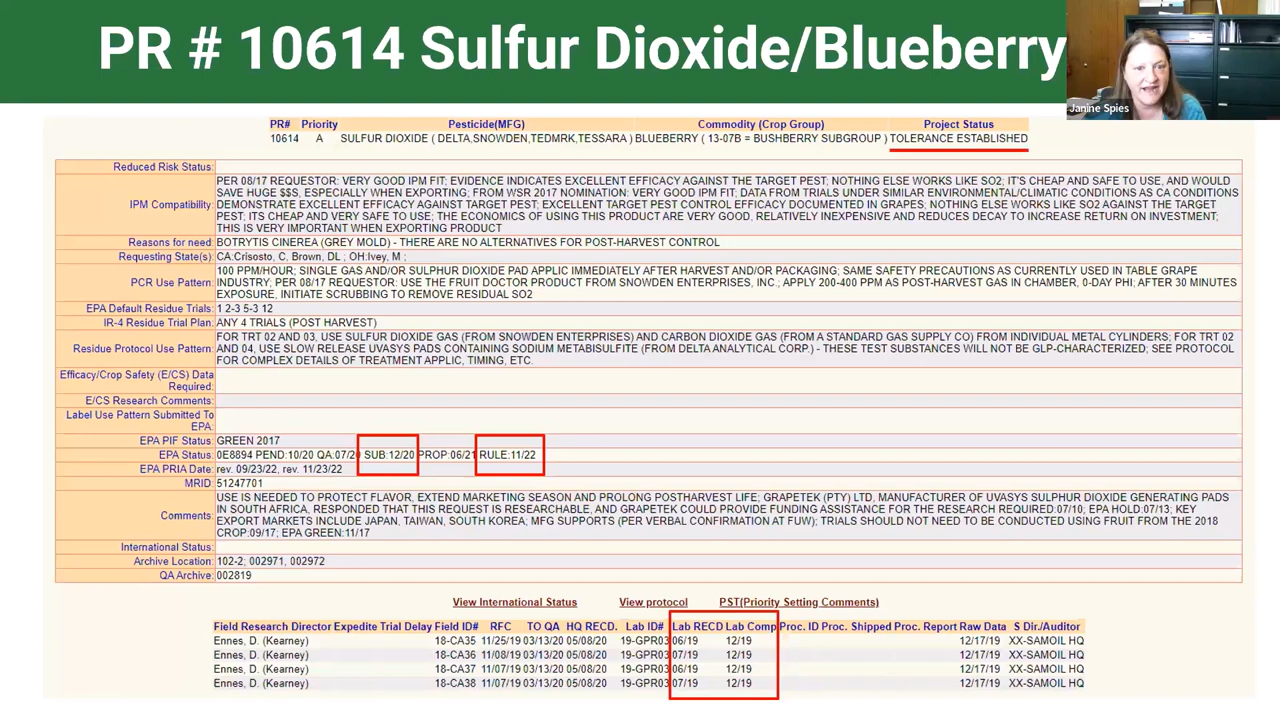 PR # 10614 Sulfur Dioxide/Blueberry
Janine Spies
PR# Priority Pesticide(MFG) Commodity (Crop Group) Project Status
10614 A SULFUR DIOXIDE ( DELTA,SNOWDEN,TEDMRK,TESSARA ) BLUEBERRY ( 13-07B = BUSHBERRY SUBGROUP ) TOLERANCE ESTABLISHED
Reduced Risk Status:
IPM Compatibility:
PER 08/17 REQUESTOR: VERY GOOD IPM FIT; EVIDENCE INDICATES EXCELLENT EFFICACY AGAINST THE TARGET PEST; NOTHING ELSE WORKS LIKE SO2; IT'S CHEAP AND SAFE TO USE, AND WOULD
SAVE HUGE $$$, ESPECIALLY WHEN EXPORTING; FROM WSR 2017 NOMINATION: VERY GOOD IPM FIT; DATA FROM TRIALS UNDER SIMILAR ENVIRONMENTAL/CLIMATIC CONDITIONS AS CA CONDITIONS
DEMONSTRATE EXCELLENT EFFICACY AGAINST TARGET PEST; EXCELLENT TARGET PEST CONTROL EFFICACY DOCUMENTED IN GRAPES; NOTHING ELSE WORKS LIKE SO2 AGAINST THE TARGET
PEST; ITS CHEAP AND VERY SAFE TO USE; THE ECONOMICS OF USING THIS PRODUCT ARE VERY GOOD, RELATIVELY INEXPENSIVE AND REDUCES DECAY TO INCREASE RETURN ON INVESTMENT;
THIS IS VERY IMPORTANT WHEN EXPORTING PRODUCT
Reasons for need: BOTRYTIS CINEREA (GREY MOLD) - THERE ARE NO ALTERNATIVES FOR POST-HARVEST CONTROL
Requesting State(s): CA:Crisosto, C. Brown, DL ; OH:Ivey, M ;
PCR Use Pattern:
100 PPM/HOUR; SINGLE GAS AND/OR SULPHUR DIOXIDE PAD APPLIC IMMEDIATELY AFTER HARVEST AND/OR PACKAGING; SAME SAFETY PRECAUTIONS AS CURRENTLY USED IN TABLE GRAPE
INDUSTRY; PER 08/17 REQUESTOR: USE THE FRUIT DOCTOR PRODUCT FROM SNOWDEN ENTERPRISES, INC.; APPLY 200-400 PPM AS POST-HARVEST GAS IN CHAMBER, 0-DAY PHI; AFTER 30 MINUTES
EXPOSURE, INITIATE SCRUBBING TO REMOVE RESIDUAL SO2
EPA Default Residue Trials: 1 2-3 5-3 12
IR-4 Residue Trial Plan: ANY 4 TRIALS (POST HARVEST)
Residue Protocol Use Pattern:
FOR TRT 02 AND 03, USE SULFUR DIOXIDE GAS (FROM SNOWDEN ENTERPRISES) AND CARBON DIOXIDE GAS (FROM A STANDARD GAS SUPPLY CO) FROM INDIVIDUAL METAL CYLINDERS; FOR TRT 02
AND 04, USE SLOW RELEASE UVASYS PADS CONTAINING SODIUM METABISULFITE (FROM DELTA ANALYTICAL CORP.) - THESE TEST SUBSTANCES WILL NOT BE GLP-CHARACTERIZED; SEE PROTOCOL
FOR COMPLETE DETAILS OF TREATMENT APPLIC, TIMING, ETC.
Efficacy/Crop Safety (E/CS) Data
Required:
E/CS Research Comments:
Label Use Pattern Submitted To
EPA:
EPA PIF Status: GREEN 2017
EPA Status: 0E8894 PEND:10/20 QA:07/20 SUB:12/20 PROP:06/21 RULE:11/22
EPA PRIA Date: rev. 09/23/22, rev. 11/23/22
MRID: 51247701
Comments:
USE IS NEEDED TO PROTECT FLAVOR, EXTEND MARKETING SEASON AND PROLONG POSTHARVEST LIFE; GRAPETEK (PTY) LTD, MANUFACTURER OF UVASYS SULPHUR DIOXIDE GENERATING PADS
IN SOUTH AFRICA, RESPONDED THAT THIS REQUEST IS RESEARCHABLE, AND GRAPETEK COULD PROVIDE FUNDING ASSISTANCE FOR THE RESEARCH REQUIRED:07/10; EPA HOLD:07/13; KEY
EXPORT MARKETS INCLUDE JAPAN, TAIWAN, SOUTH KOREA; MFG SUPPORTS (PER VERBAL CONFIRMATION AT FUW); TRIALS SHOULD NOT NEED TO BE CONDUCTED USING FRUIT FROM THE 2018
CROP:09/17; EPA GREEN:11/17
International Status:
Archive Location: 102-2; 002971, 002972
QA Archive: 002819
View International Status View protocol PST(Priority Setting Comments)
Field Research Director Expedite Trial Delay Field ID# RFC TO QA HQ RECD. Lab ID# Lab RECD Lab Comp Proc. ID Proc. Shipped Proc. Report Raw Data S Dir./Auditor
Ennes, D. (Kearney) 18-CA35 11/25/19 03/13/20 05/08/20 19-GPR03 06/19 12/19 12/17/19 XX-SAMOIL HQ
Ennes, D. (Kearney) 18-CA36 11/08/19 03/13/20 05/08/20 19-GPR03 07/19 12/19 12/17/19 XX-SAMOIL HQ
Ennes, D. (Kearney) 18-CA37 11/07/19 03/13/20 05/08/20 19-GPR03 06/19 12/19 12/17/19 XX-SAMOIL HQ
Ennes, D. (Kearney) 18-CA38 11/07/19 03/13/20 05/08/20 19-GPR03 07/19 12/19 12/17/19 XX-SAMOIL HQ